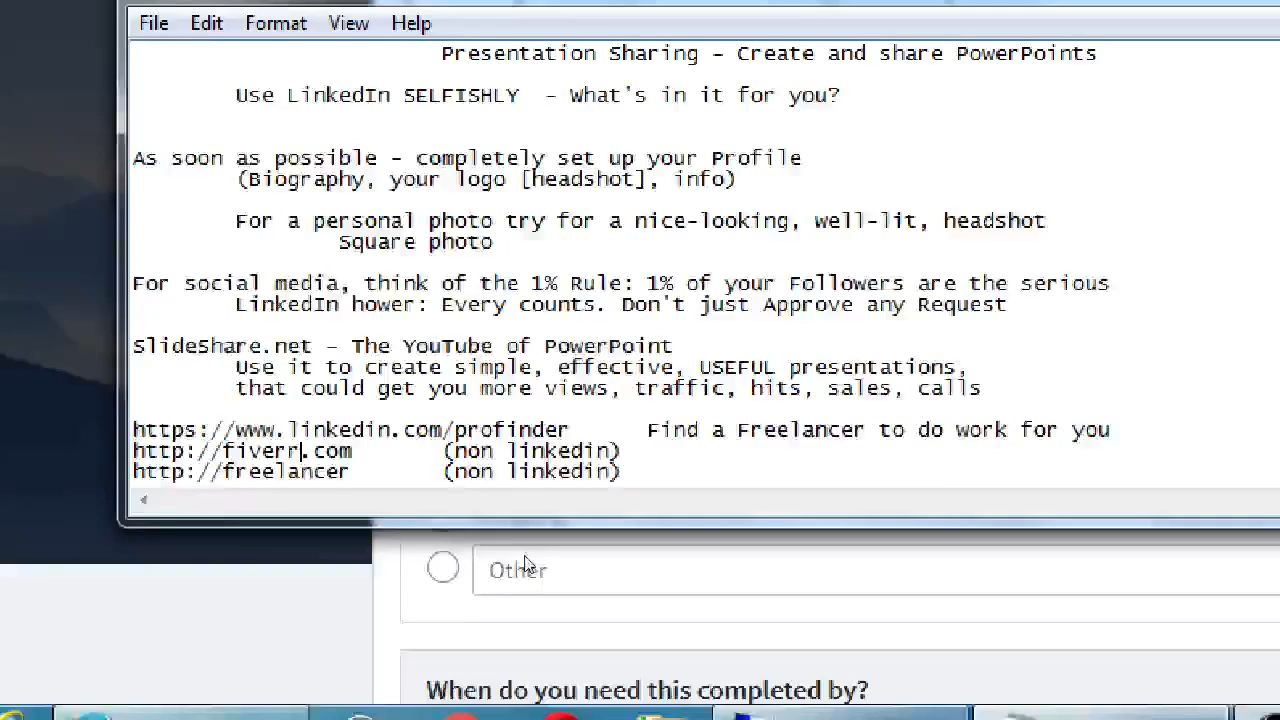 File Edit Format View Help
Presentation Sharing - Create and share PowerPoints
Use LinkedIn SELFISHLY - What's in it for you?
As soon as possible - completely set up your Profile
(Biography, your logo [headshot], info)
For a personal photo try for a nice-looking, well-lit, headshot
Square photo
For social media, think of the 1% Rule: 1% of your Followers are the serious
LinkedIn hower: Every counts. Don't just Approve any Request
SlideShare.net - The YouTube of PowerPoint
Use it to create simple, effective, USEFUL presentations,
that could get you more views, traffic, hits, sales, calls
https://www.linkedin.com/profinder Find a Freelancer to do work for you
http://fiverr.com (non linkedin)
http://freelancer (non linkedin)
Other
When do you need this completed by?